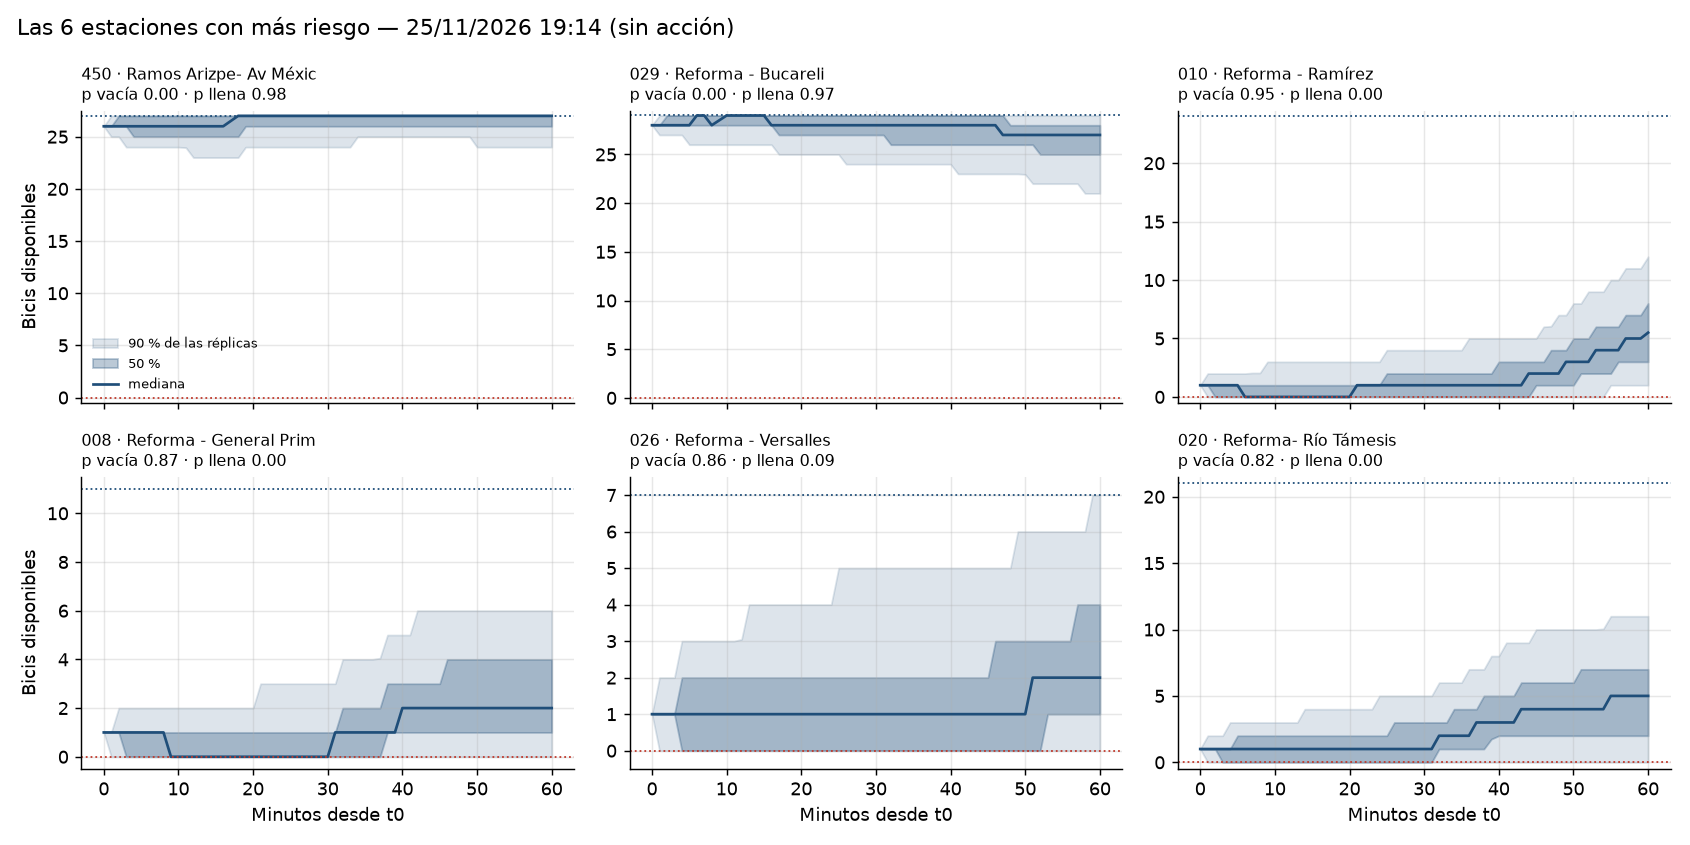 Las 6 estaciones con más riesgo — 25/11/2026 19:14 (sin acción)
450 · Ramos Arizpe- Av Méxic
p vacía 0.00 · p llena 0.98
029 · Reforma - Bucareli
p vacía 0.00 · p llena 0.97
010 · Reforma - Ramírez
p vacía 0.95 · p llena 0.00
Bicis disponibles
25
20
15
10
5
0
90 % de las réplicas
50 %
mediana
25
20
15
10
5
0
20
15
10
5
0
008 · Reforma - General Prim
p vacía 0.87 · p llena 0.00
026 · Reforma - Versalles
p vacía 0.86 · p llena 0.09
020 · Reforma- Río Támesis
p vacía 0.82 · p llena 0.00
Bicis disponibles
10
8
6
4
2
0
0 10 20 30 40 50 60
Minutos desde t0
7
6
5
4
3
2
1
0
0 10 20 30 40 50 60
Minutos desde t0
20
15
10
5
0
0 10 20 30 40 50 60
Minutos desde t0